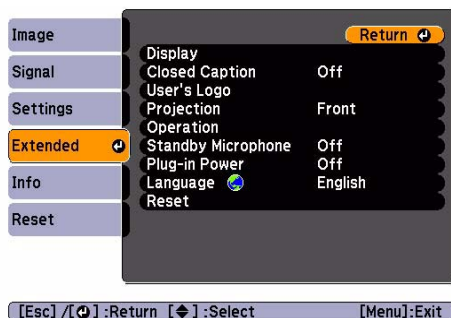 Image
Signal
Settings
Extended
Info
Reset
Return
Display
Closed Caption Off
User's Logo
Projection Front
Operation
Standby Microphone Off
Plug-in Power Off
Language English
Reset
[Esc] /[ ] :Return [ ] :Select [Menu]:Exit